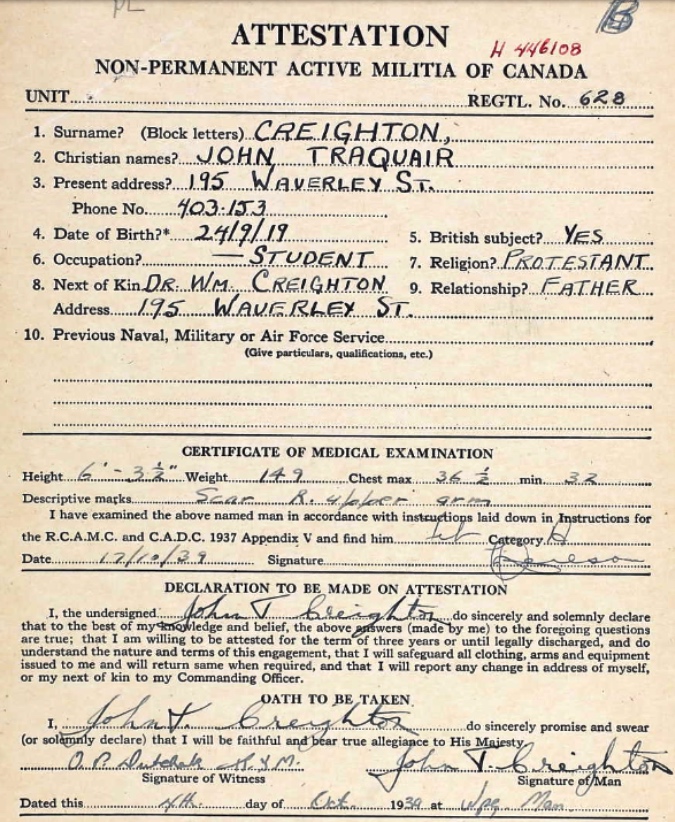 B
ATTESTATION
H 446108
NON-PERMANENT ACTIVE MILITIA OF CANADA
UNIT REGTL. No. 628
1. Surname? (Block letters) CREIGHTON,
2. Christian names? JOHN TRAQUAIR
3. Present address? 195 WAVERLEY ST.
Phone No. 403-153
4. Date of Birth?* 24/9/19 5. British subject? YES
6. Occupation? — STUDENT 7. Religion? PROTESTANT
8. Next of Kin DR. WM. CREIGHTON 9. Relationship? FATHER
Address 195 WAVERLEY ST.
10. Previous Naval, Military or Air Force Service
(Give particulars, qualifications, etc.)
CERTIFICATE OF MEDICAL EXAMINATION
Height 6' - 3½" Weight 149 Chest max 36 ½ min. 32
Descriptive marks Scar R. upper arm
I have examined the above named man in accordance with instructions laid down in Instructions for
the R.C.A.M.C. and C.A.D.C. 1937 Appendix V and find him fit Category A
Date 17/10/39 Signature
DECLARATION TO BE MADE ON ATTESTATION
I, the undersigned John T Creighton do sincerely and solemnly declare
that to the best of my knowledge and belief, the above answers (made by me) to the foregoing questions
are true; that I am willing to be attested for the term of three years or until legally discharged, and do
understand the nature and terms of this engagement, that I will safeguard all clothing, arms and equipment
issued to me and will return same when required, and that I will report any change in address of myself,
or my next of kin to my Commanding Officer.
OATH TO BE TAKEN
I, John T. Creighton do sincerely promise and swear
(or solemnly declare) that I will be faithful and bear true allegiance to His Majesty
John T. Creighton
Signature of Witness Signature of Man
Dated this 4th. day of Oct. 1939 at Wpg. Man.